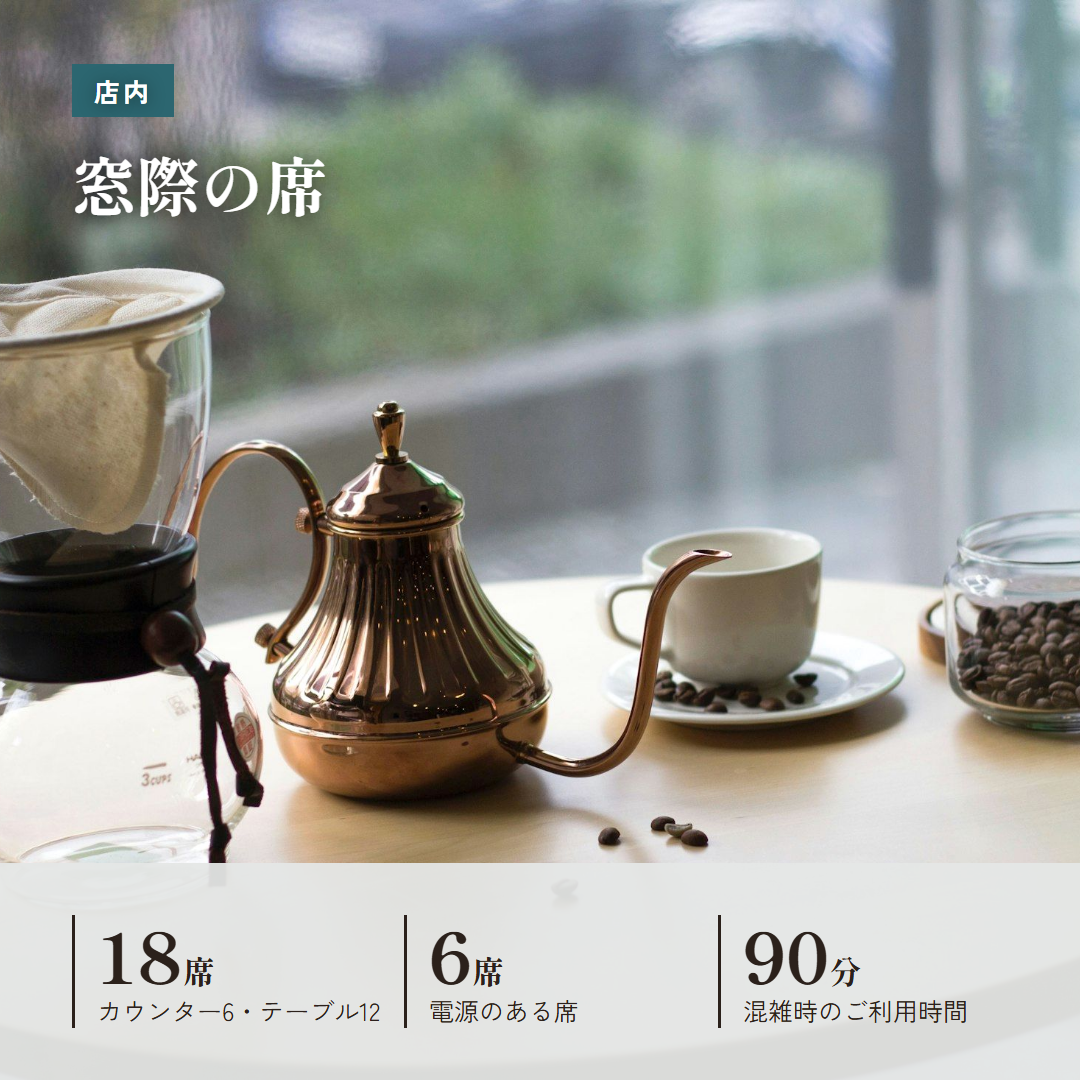 店内
窓際の席
3CUPS
18席
カウンター6・テーブル12
6席
電源のある席
90分
混雑時のご利用時間